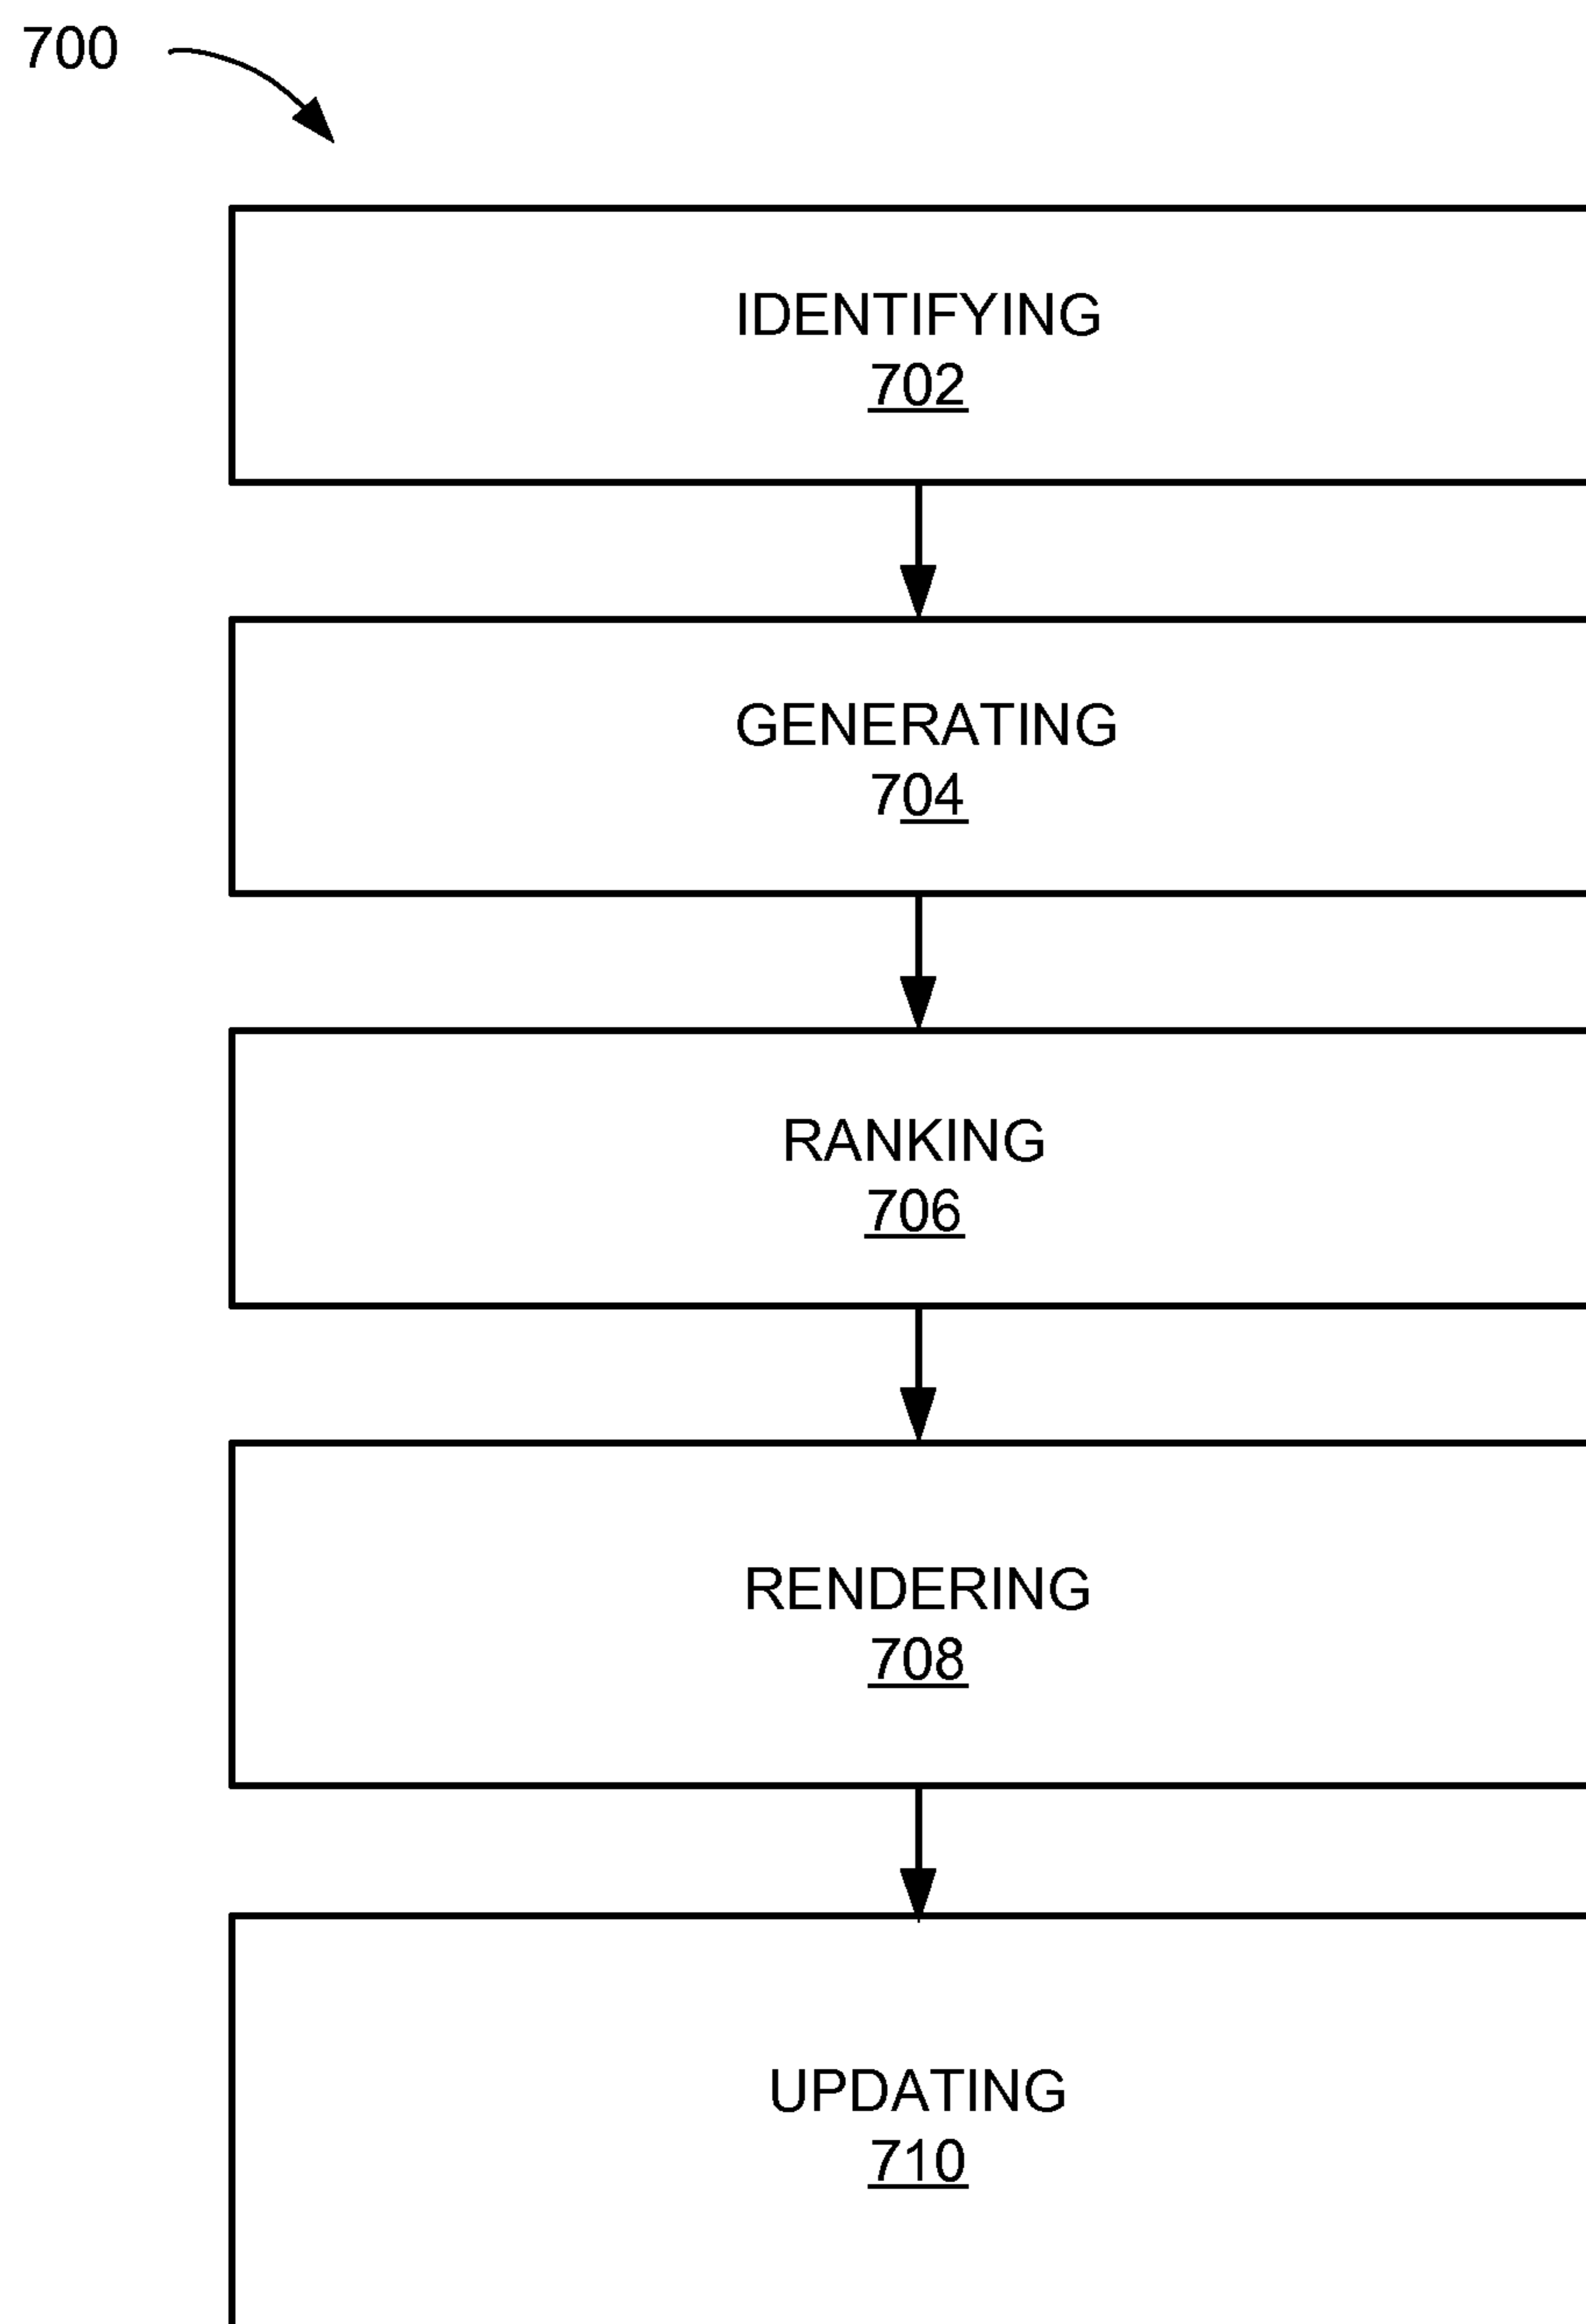 700
IDENTIFYING
702
GENERATING
704
RANKING
706
RENDERING
708
UPDATING
710